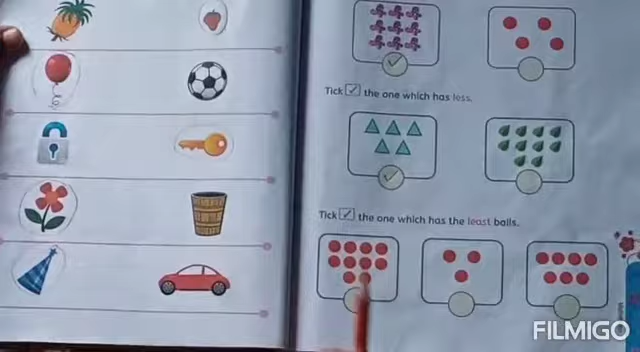 Tick ✓ the one which has less.
Tick ✓ the one which has the least balls.
FILMIGO